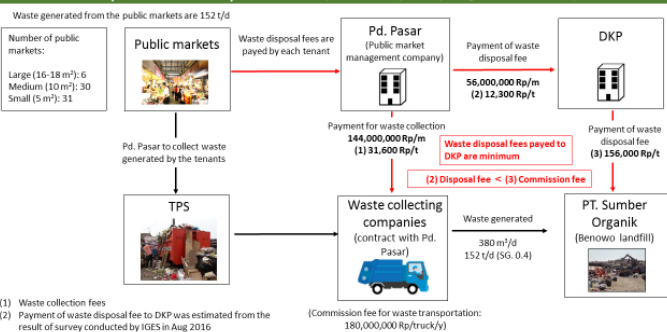 Waste generated from the public markets are 152 t/d
Number of public
markets:
Large (16-18 m²): 6
Medium (10 m²): 30
Small (5 m²): 31
Public markets
Waste disposal fees are
payed by each tenant
Pd. Pasar
(Public market
management company)
Payment of waste
disposal fee
56,000,000 Rp/m
(2) 12,300 Rp/t
DKP
Pd. Pasar to collect waste
generated by the tenants
Payment for waste collection
144,000,000 Rp/m
(1) 31,600 Rp/t
Waste disposal fees payed to
DKP are minimum
Payment of waste
disposal fee
(3) 156,000 Rp/t
(2) Disposal fee < (3) Commission fee
TPS
Waste collecting
companies
(contract with Pd.
Pasar)
Waste generated
380 m³/d
152 t/d (SG. 0.4)
PT. Sumber
Organik
(Benowo landfill)
(1) Waste collection fees
(2) Payment of waste disposal fee to DKP was estimated from the
result of survey conducted by IGES in Aug 2016
(Commission fee for waste transportation:
180,000,000 Rp/truck/y)